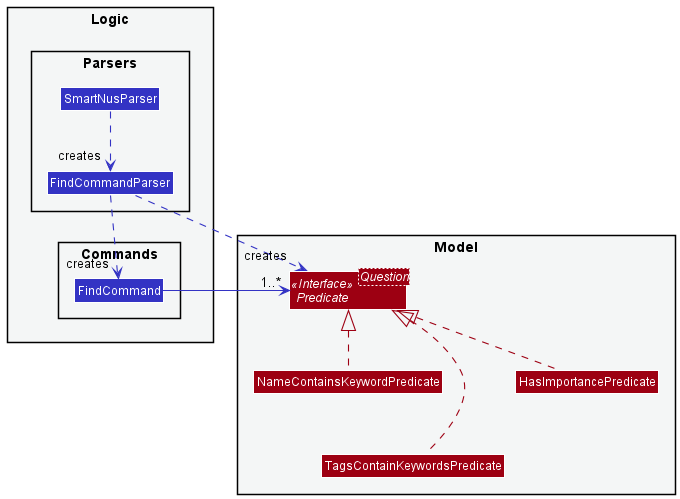 Logic
Parsers
SmartNusParser
creates
FindCommandParser
Commands
creates
FindCommand
creates
1..*
Model
Question
«Interface»
Predicate
NameContainsKeywordPredicate
HasImportancePredicate
TagsContainKeywordsPredicate